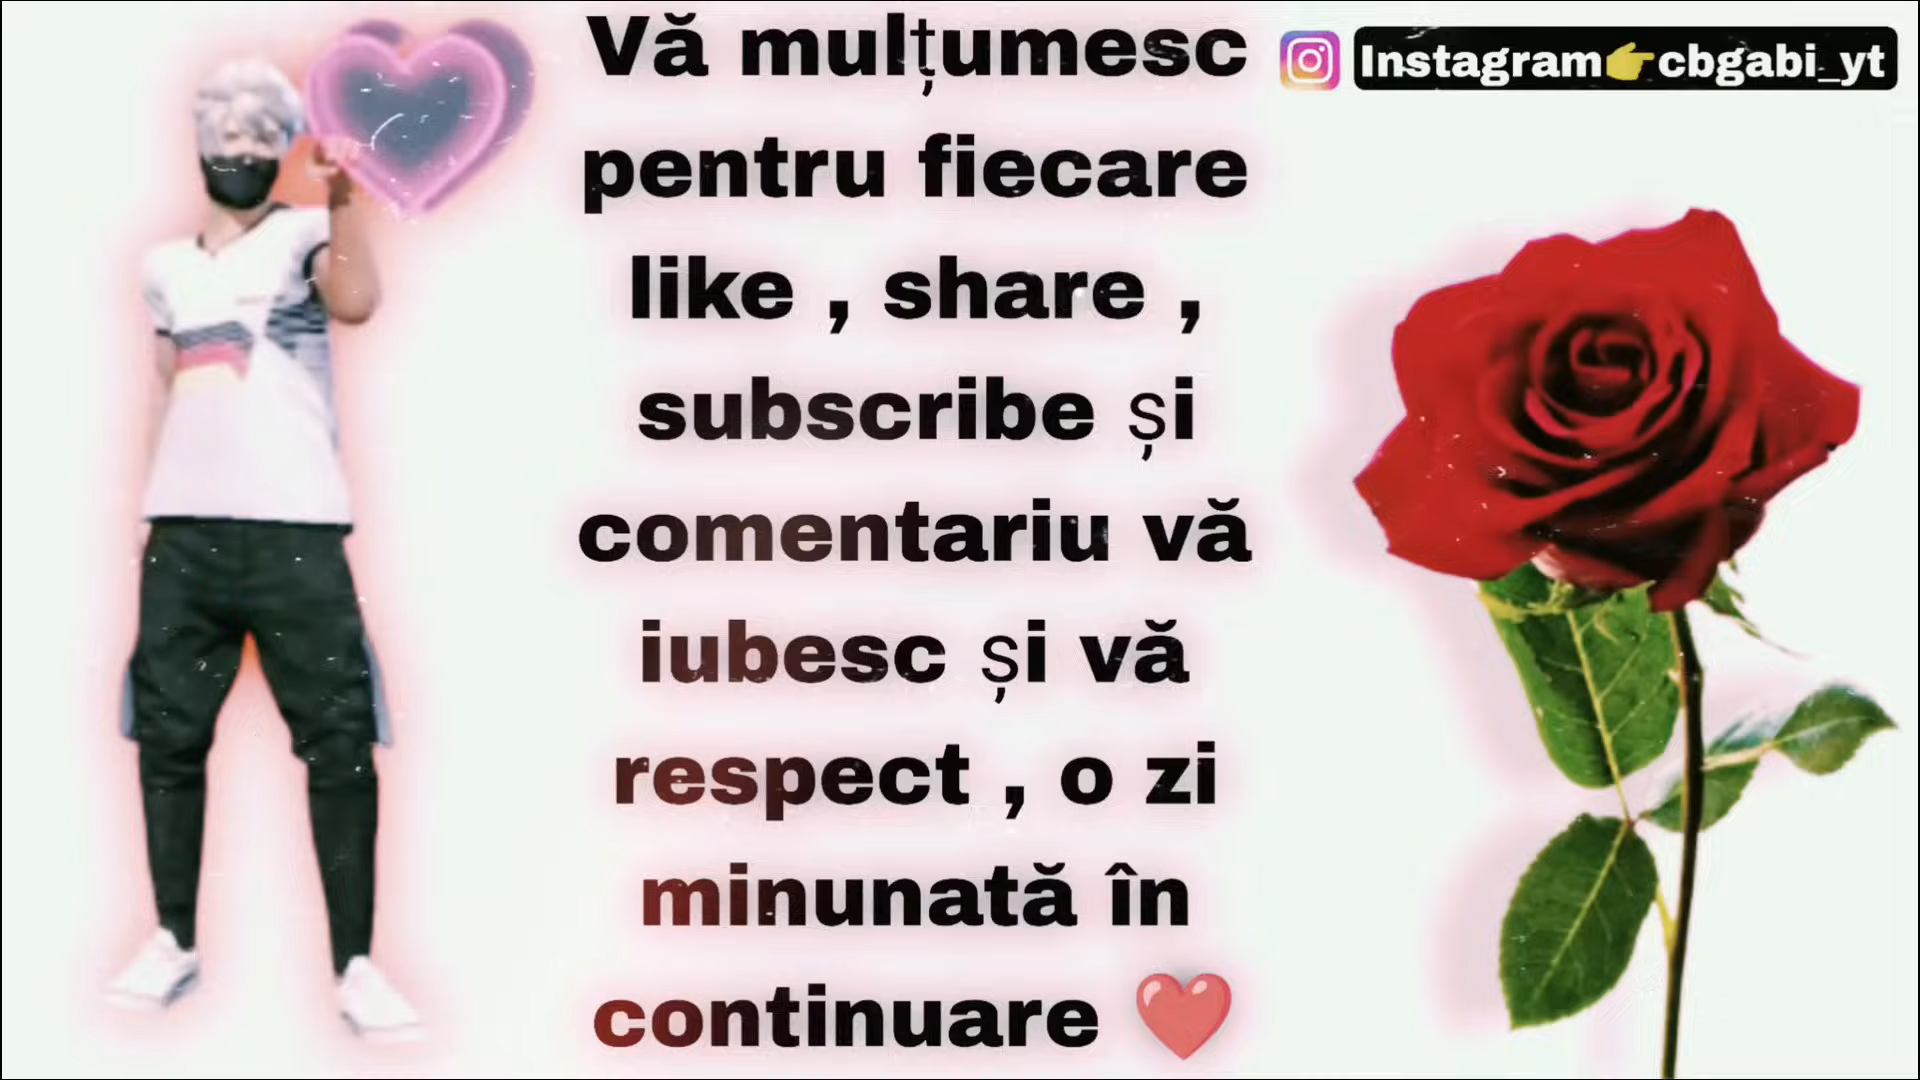 Vă mulțumesc
pentru fiecare
like , share ,
subscribe și
comentariu vă
iubesc și vă
respect , o zi
minunată în
continuare ❤️
Instagram👉cbgabi_yt